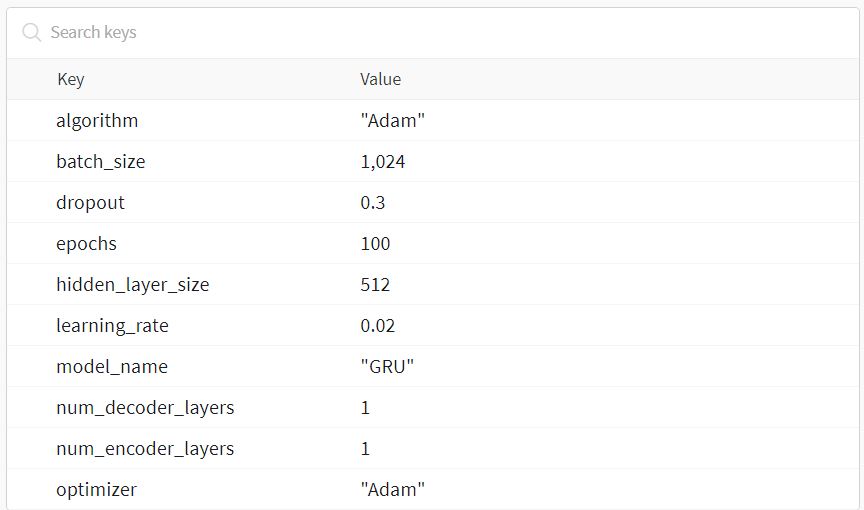 Search keys
Key Value
algorithm "Adam"
batch_size 1,024
dropout 0.3
epochs 100
hidden_layer_size 512
learning_rate 0.02
model_name "GRU"
num_decoder_layers 1
num_encoder_layers 1
optimizer "Adam"